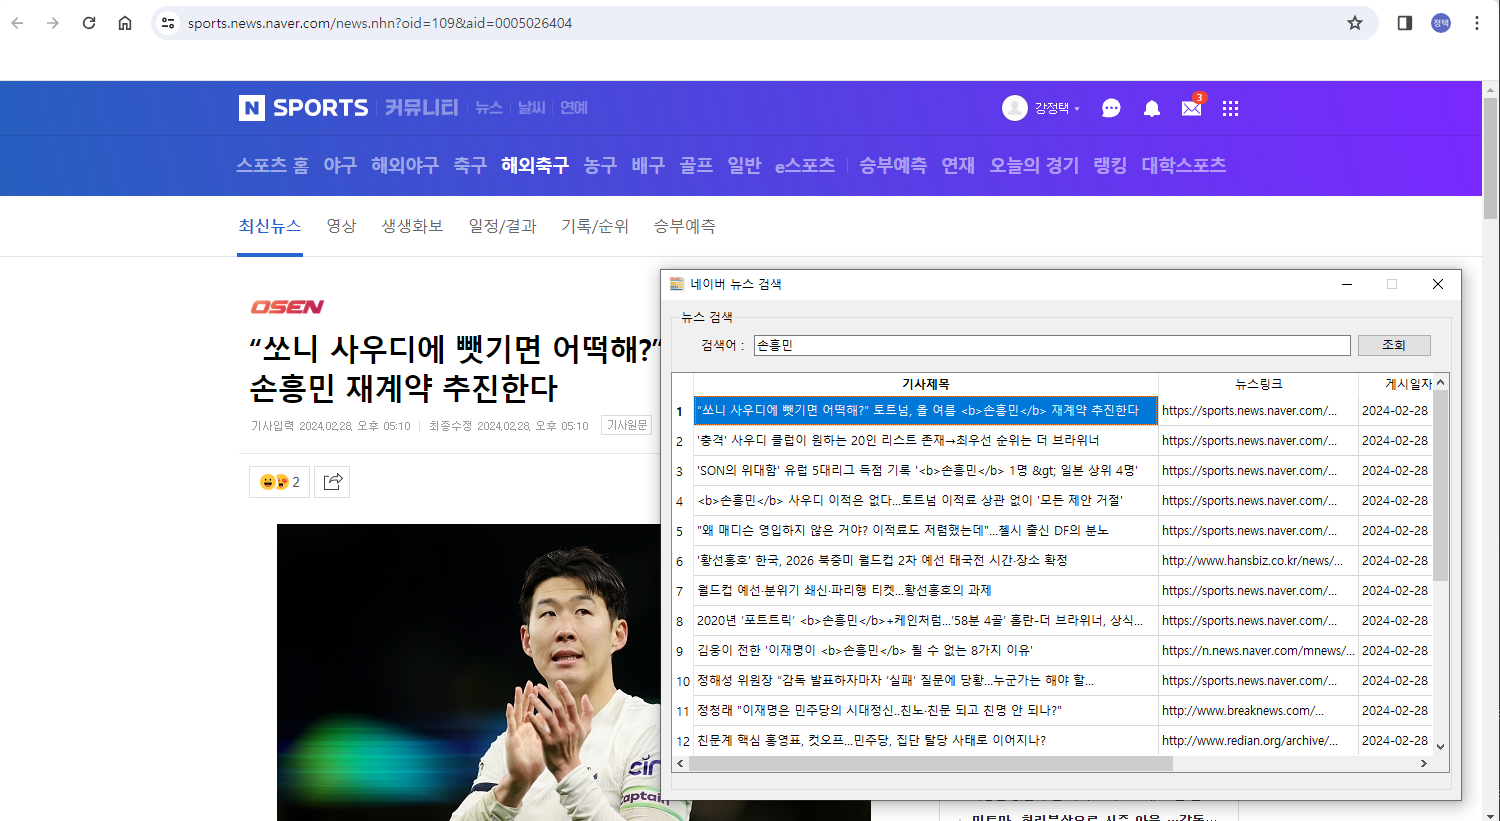 sports.news.naver.com/news.nhn?oid=109&aid=0005026404
정택
N SPORTS 커뮤니티 뉴스 날씨 연예
강정택
3
스포츠 홈 야구 해외야구 축구 해외축구 농구 배구 골프 일반 e스포츠 승부예측 연재 오늘의 경기 랭킹 대학스포츠
최신뉴스 영상 생생화보 일정/결과 기록/순위 승부예측
OSEN
“쏘니 사우디에 뺏기면 어떡해?”
손흥민 재계약 추진한다
기사입력 2024.02.28. 오후 05:10 최종수정 2024.02.28. 오후 05:10 기사원문
2
captain
네이버 뉴스 검색
뉴스 검색
검색어 : 손흥민 조회
기사제목 뉴스링크 게시일자
1 “쏘니 사우디에 뺏기면 어떡해?” 토트넘, 올 여름 <b>손흥민</b> 재계약 추진한다 https://sports.news.naver.com/... 2024-02-28
2 '충격' 사우디 클럽이 원하는 20인 리스트 존재→최우선 순위는 더 브라위너 https://sports.news.naver.com/... 2024-02-28
3 'SON의 위대함' 유럽 5대리그 득점 기록 '<b>손흥민</b> 1명 &gt; 일본 상위 4명' https://sports.news.naver.com/... 2024-02-28
4 <b>손흥민</b> 사우디 이적은 없다...토트넘 이적료 상관 없이 '모든 제안 거절' https://sports.news.naver.com/... 2024-02-28
5 "왜 매디슨 영입하지 않은 거야? 이적료도 저렴했는데"...첼시 출신 DF의 분노 https://sports.news.naver.com/... 2024-02-28
6 '황선홍호' 한국, 2026 북중미 월드컵 2차 예선 태국전 시간·장소 확정 http://www.hansbiz.co.kr/news/... 2024-02-28
7 월드컵 예선·분위기 쇄신·파리행 티켓...황선홍호의 과제 https://sports.news.naver.com/... 2024-02-28
8 2020년 ‘포트트릭’ <b>손흥민</b>+케인처럼...’58분 4골’ 홀란-더 브라위너, 상식... https://sports.news.naver.com/... 2024-02-28
9 김웅이 전한 '이재명이 <b>손흥민</b> 될 수 없는 8가지 이유' https://n.news.naver.com/mnews/... 2024-02-28
10 정해성 위원장 “감독 발표하자마자 ‘실패’ 질문에 당황...누군가는 해야 할... https://sports.news.naver.com/... 2024-02-28
11 정청래 "이재명은 민주당의 시대정신..친노·친문 되고 친명 안 되나?" http://www.breaknews.com/... 2024-02-28
12 친문계 핵심 홍영표, 컷오프...민주당, 집단 탈당 사태로 이어지나? http://www.redian.org/archive/... 2024-02-28